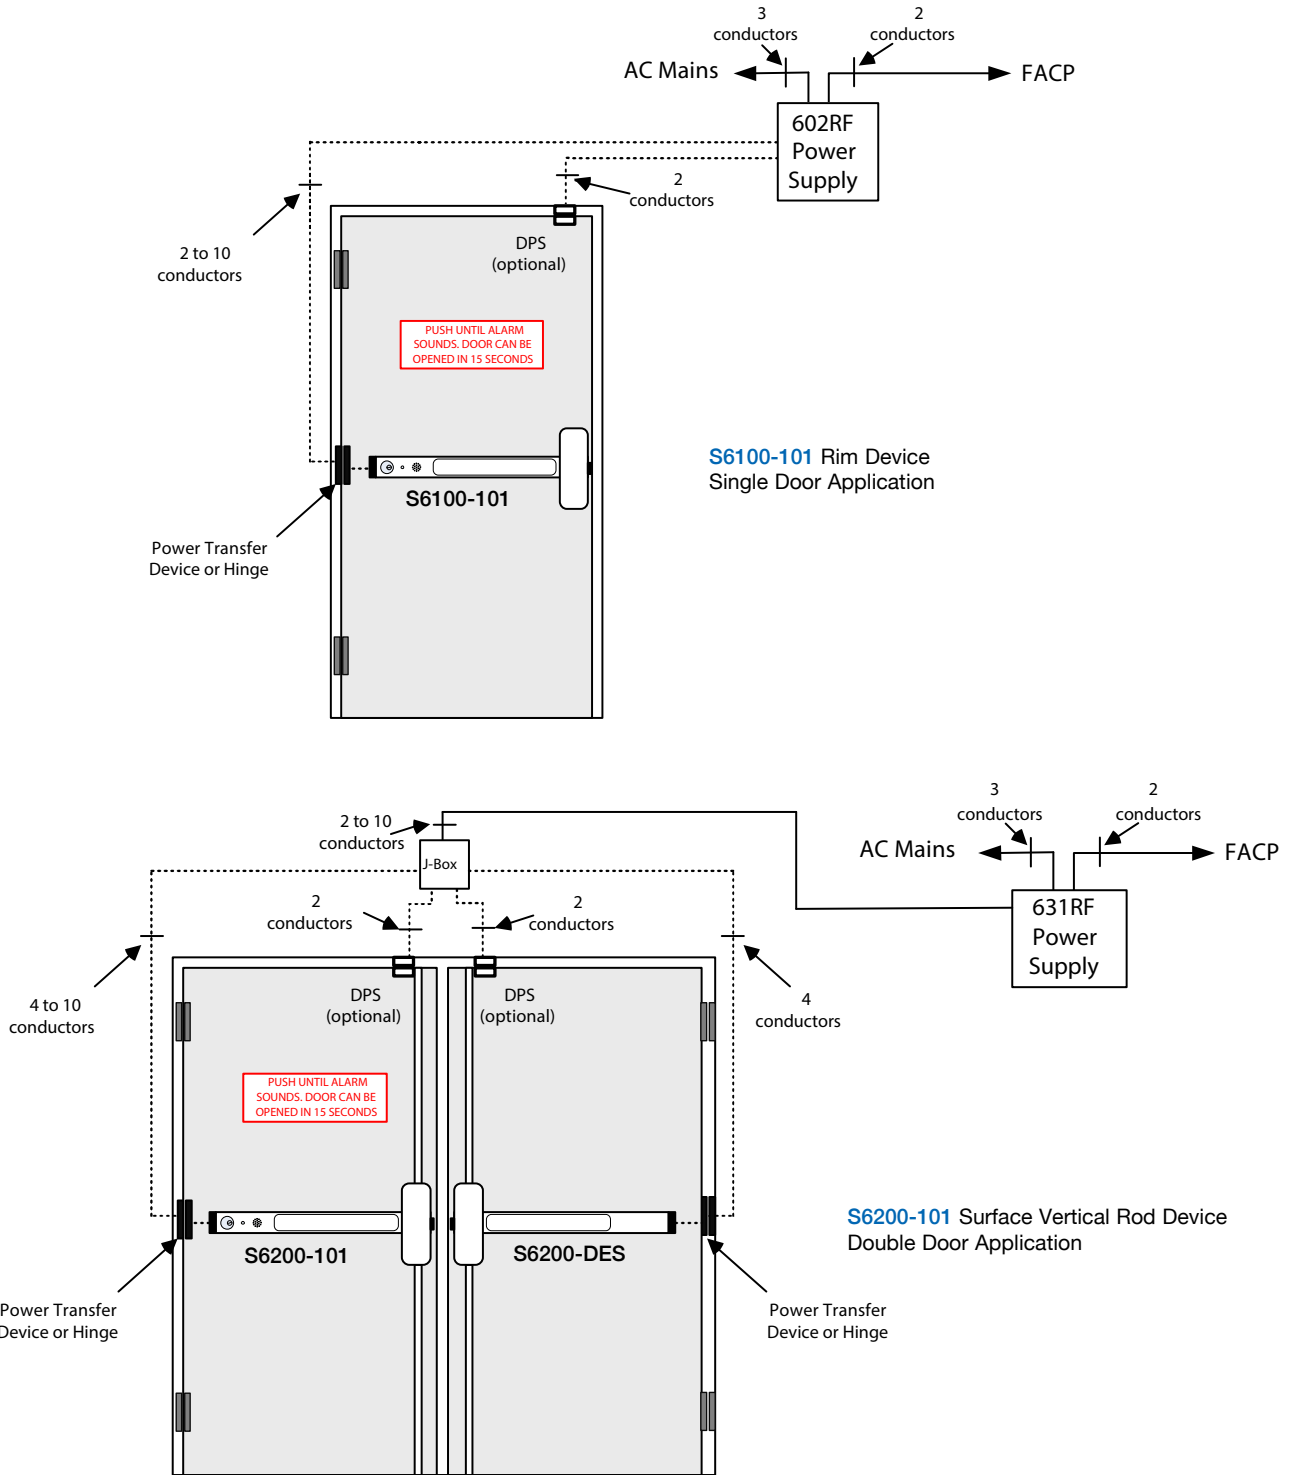 3
conductors
2
conductors
AC Mains
FACP
602RF
Power
Supply
2
conductors
2 to 10
conductors
DPS
(optional)
PUSH UNTIL ALARM
SOUNDS. DOOR CAN BE
OPENED IN 15 SECONDS
S6100-101 Rim Device
Single Door Application
S6100-101
Power Transfer
Device or Hinge
3
conductors
2
conductors
2 to 10
conductors
AC Mains
FACP
J-Box
631RF
Power
Supply
2
conductors
2
conductors
4 to 10
conductors
DPS
(optional)
DPS
(optional)
4
conductors
PUSH UNTIL ALARM
SOUNDS. DOOR CAN BE
OPENED IN 15 SECONDS
S6200-101 Surface Vertical Rod Device
Double Door Application
S6200-101
S6200-DES
Power Transfer
Device or Hinge
Power Transfer
Device or Hinge